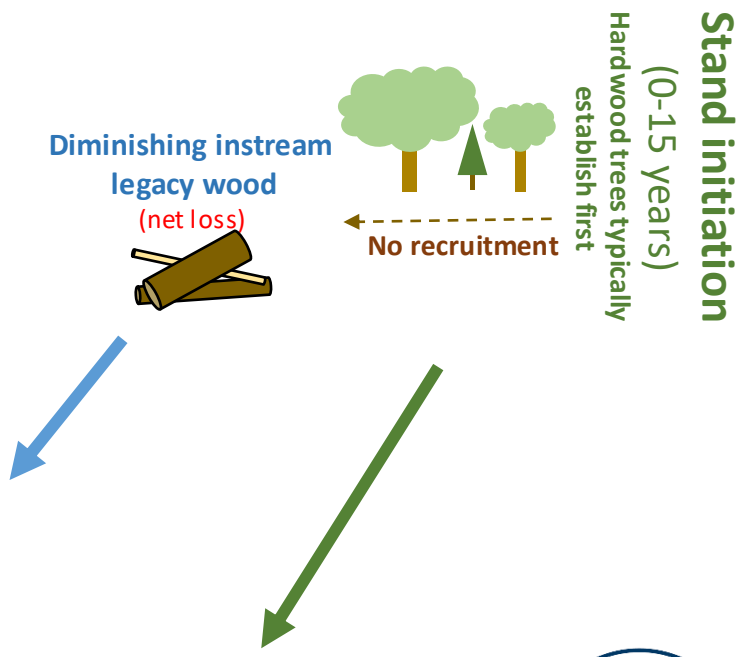 Diminishing instream
legacy wood
(net loss)
No recruitment
Stand initiation
(0-15 years)
Hardwood trees typically
establish first